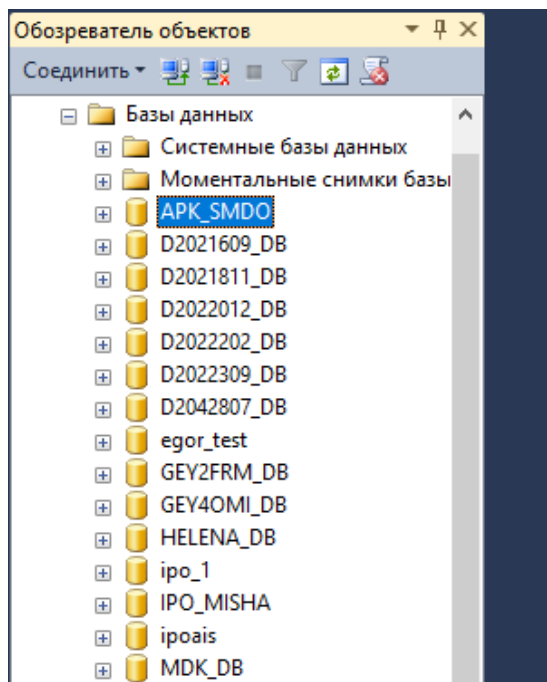 Обозреватель объектов
Соединить
Базы данных
Системные базы данных
Моментальные снимки базы
APK_SMDO
D2021609_DB
D2021811_DB
D2022012_DB
D2022202_DB
D2022309_DB
D2042807_DB
egor_test
GEY2FRM_DB
GEY4OMI_DB
HELENA_DB
ipo_1
IPO_MISHA
ipoais
MDK_DB